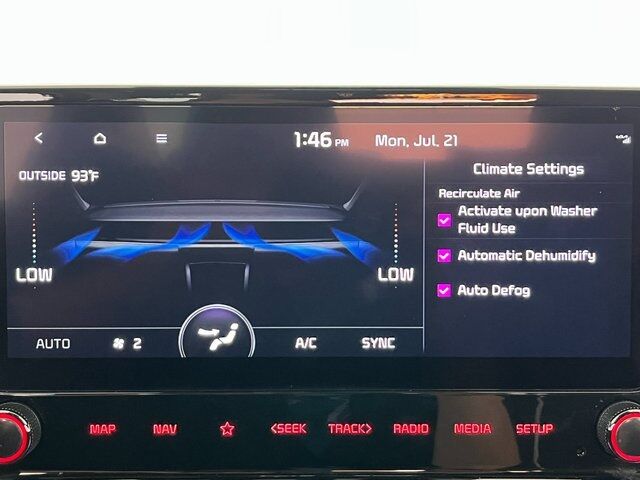 1:46 PM Mon, Jul. 21
OUTSIDE 93°F
LOW
LOW
AUTO 2 A/C SYNC
Climate Settings
Recirculate Air
Activate upon Washer
Fluid Use
Automatic Dehumidify
Auto Defog
MAP NAV <SEEK TRACK> RADIO MEDIA SETUP